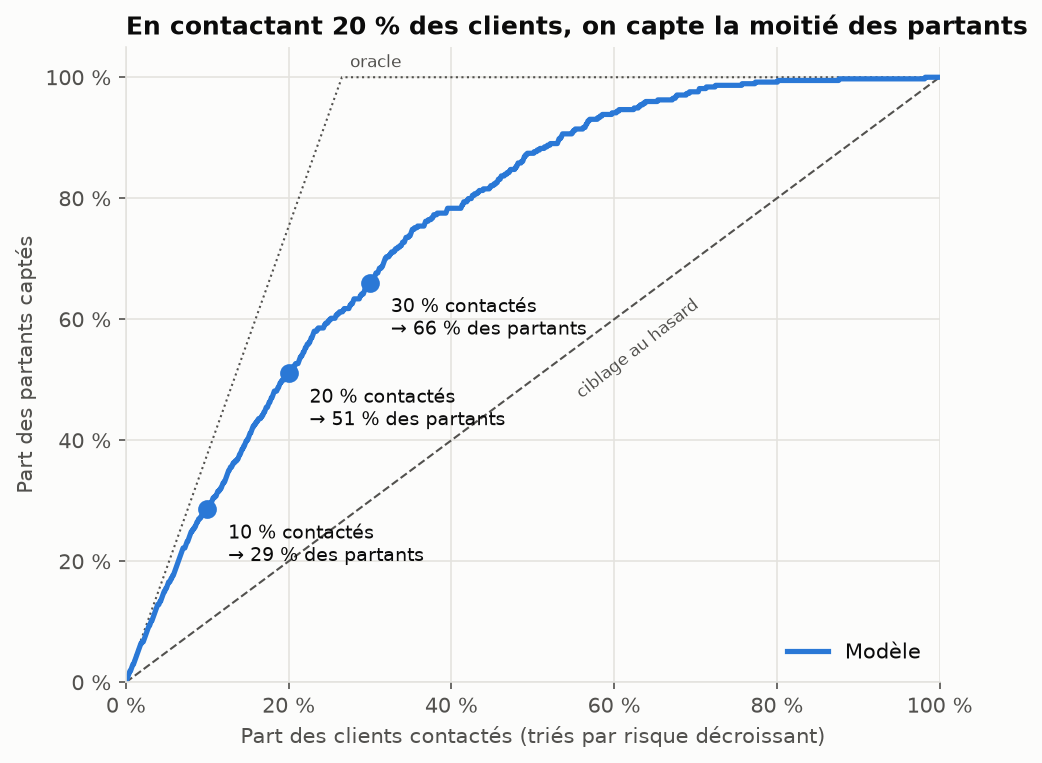 En contactant 20 % des clients, on capte la moitié des partants
oracle
100 %
80 %
60 %
40 %
20 %
0 %
Part des partants captés
30 % contactés
→ 66 % des partants
ciblage au hasard
20 % contactés
→ 51 % des partants
10 % contactés
→ 29 % des partants
Modèle
0 %
20 %
40 %
60 %
80 %
100 %
Part des clients contactés (triés par risque décroissant)